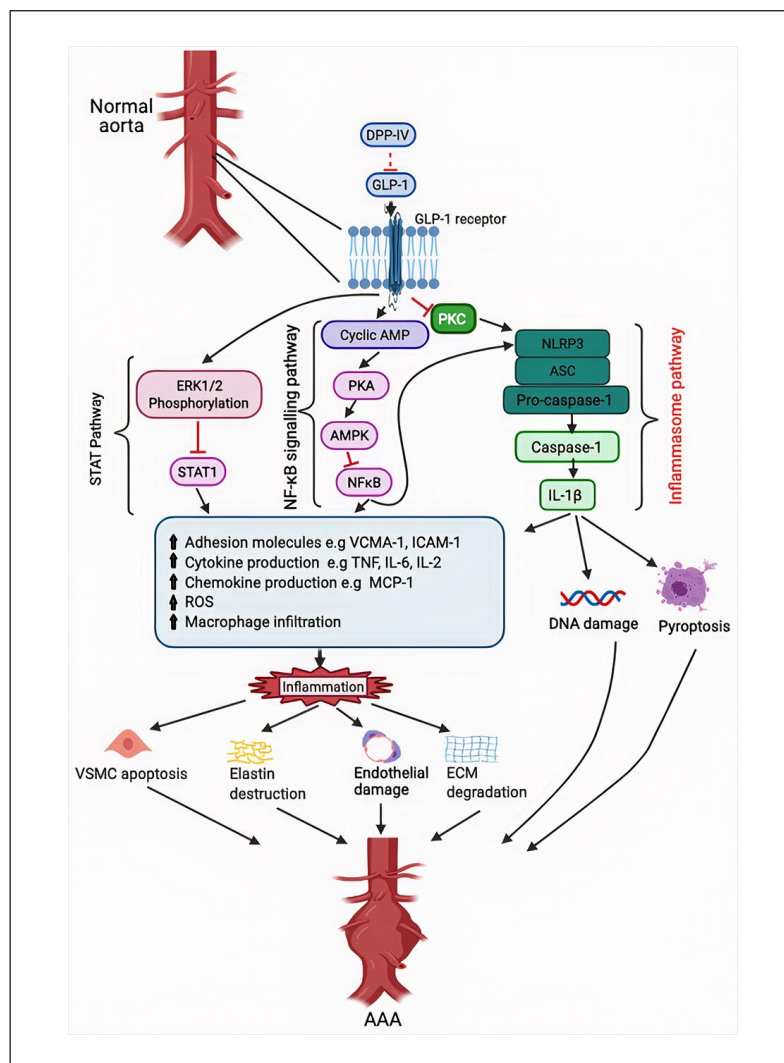 Normal
aorta
DPP-IV
GLP-1
GLP-1 receptor
PKC
Cyclic AMP
NLRP3
ASC
Pro-caspase-1
Caspase-1
IL-1β
Inflammasome pathway
NF-κB signalling pathway
PKA
AMPK
NFκB
STAT Pathway
ERK1/2
Phosphorylation
STAT1
Adhesion molecules e.g VCMA-1, ICAM-1
Cytokine production e.g TNF, IL-6, IL-2
Chemokine production e.g MCP-1
ROS
Macrophage infiltration
DNA damage
Pyroptosis
Inflammation
VSMC apoptosis
Elastin
destruction
Endothelial
damage
ECM
degradation
AAA